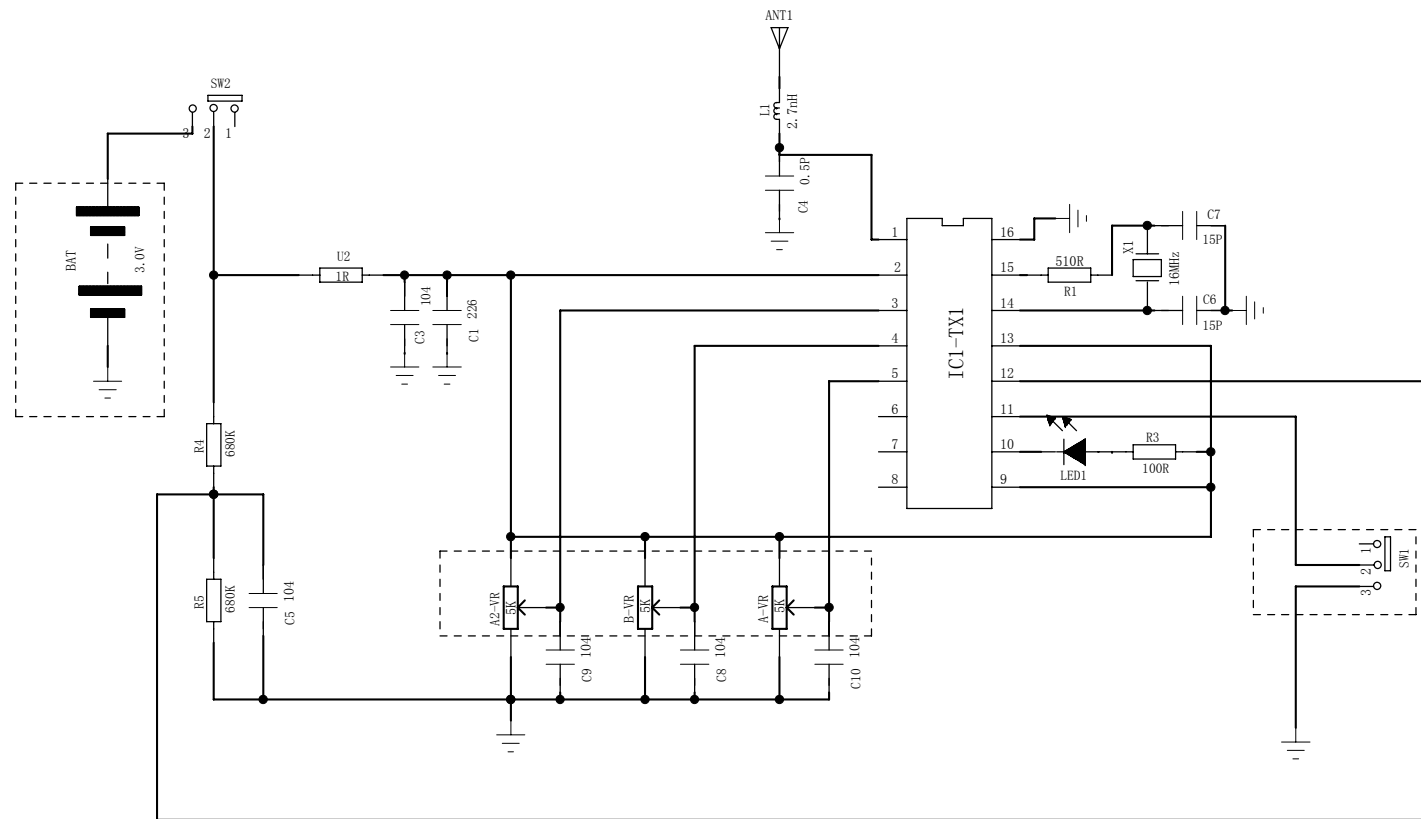 ANT1
SW2
3 2 1
L1
2.7nH
0.5P
C4
BAT
3.0V
U2
1R
104
C3
226
C1
IC1-TX1
1
2
3
4
5
6
7
8
16
15
14
13
12
11
10
9
510R
R1
X1
16MHz
C7
15P
C6
15P
LED1
R3
100R
R4
680K
R5
680K
104
C5
A2-VR
5K
B-VR
5K
A-VR
5K
104
C9
104
C8
104
C10
1
2
3
SW1